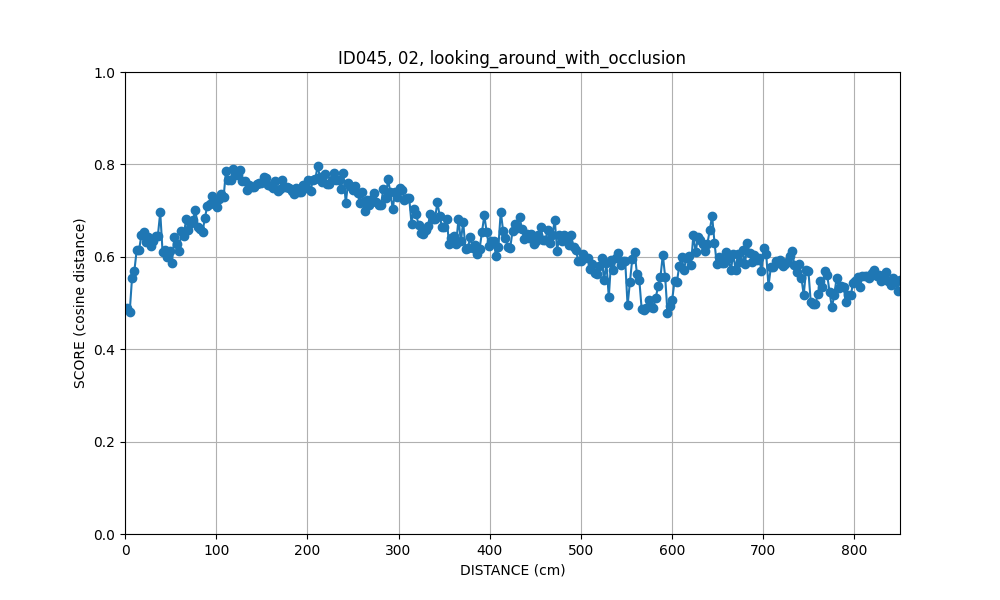 ID045, 02, looking_around_with_occlusion
1.0
0.8
0.6
0.4
0.2
0.0
SCORE (cosine distance)
0 100 200 300 400 500 600 700 800
DISTANCE (cm)